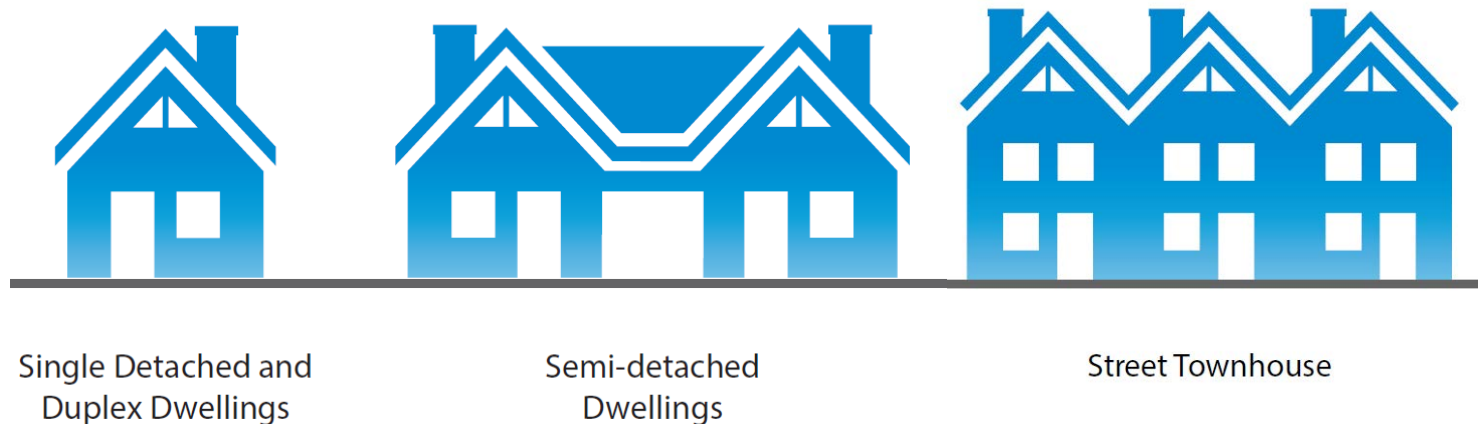 Single Detached and
Duplex Dwellings
Semi-detached
Dwellings
Street Townhouse